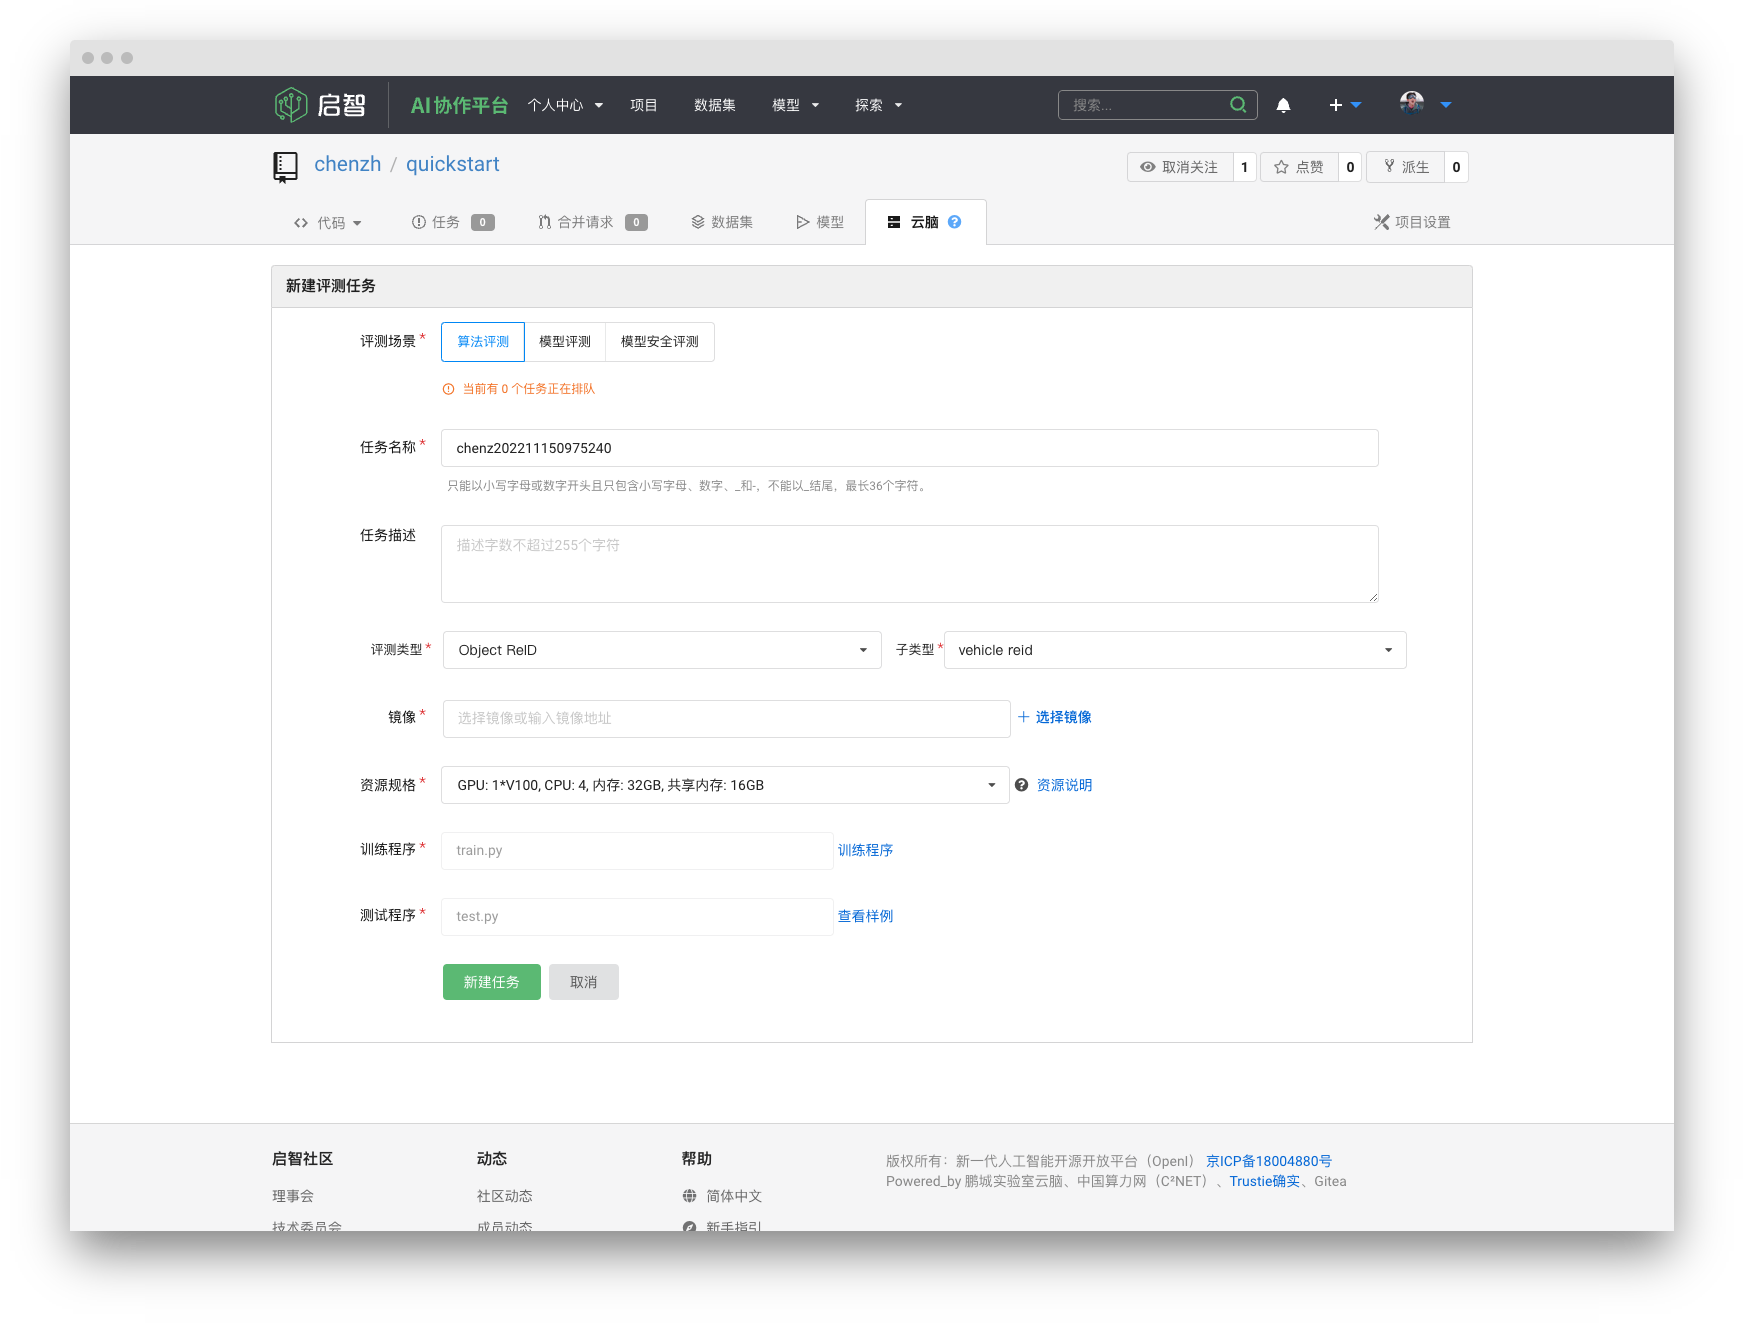 启智 AI协作平台 个人中心 项目 数据集 模型 探索 搜索...
chenzh / quickstart 取消关注 1 点赞 0 派生 0
代码 任务 0 合并请求 0 数据集 模型 云脑 项目设置
新建评测任务
评测场景* 算法评测 模型评测 模型安全评测
当前有 0 个任务正在排队
任务名称* chenz202211150975240
只能以小写字母或数字开头且只包含小写字母、数字、_和-，不能以_结尾，最长36个字符。
任务描述 描述字数不超过255个字符
评测类型* Object ReID 子类型* vehicle reid
镜像* 选择镜像或输入镜像地址 选择镜像
资源规格* GPU: 1*V100, CPU: 4, 内存: 32GB, 共享内存: 16GB 资源说明
训练程序* train.py 训练程序
测试程序* test.py 查看样例
新建任务 取消
启智社区 动态 帮助 版权所有：新一代人工智能开源开放平台（OpenI） 京ICP备18004880号
Powered_by 鹏城实验室云脑、中国算力网（C²NET）、Trustie确实、Gitea
理事会 社区动态 简体中文
技术委员会 成员动态 新手指引